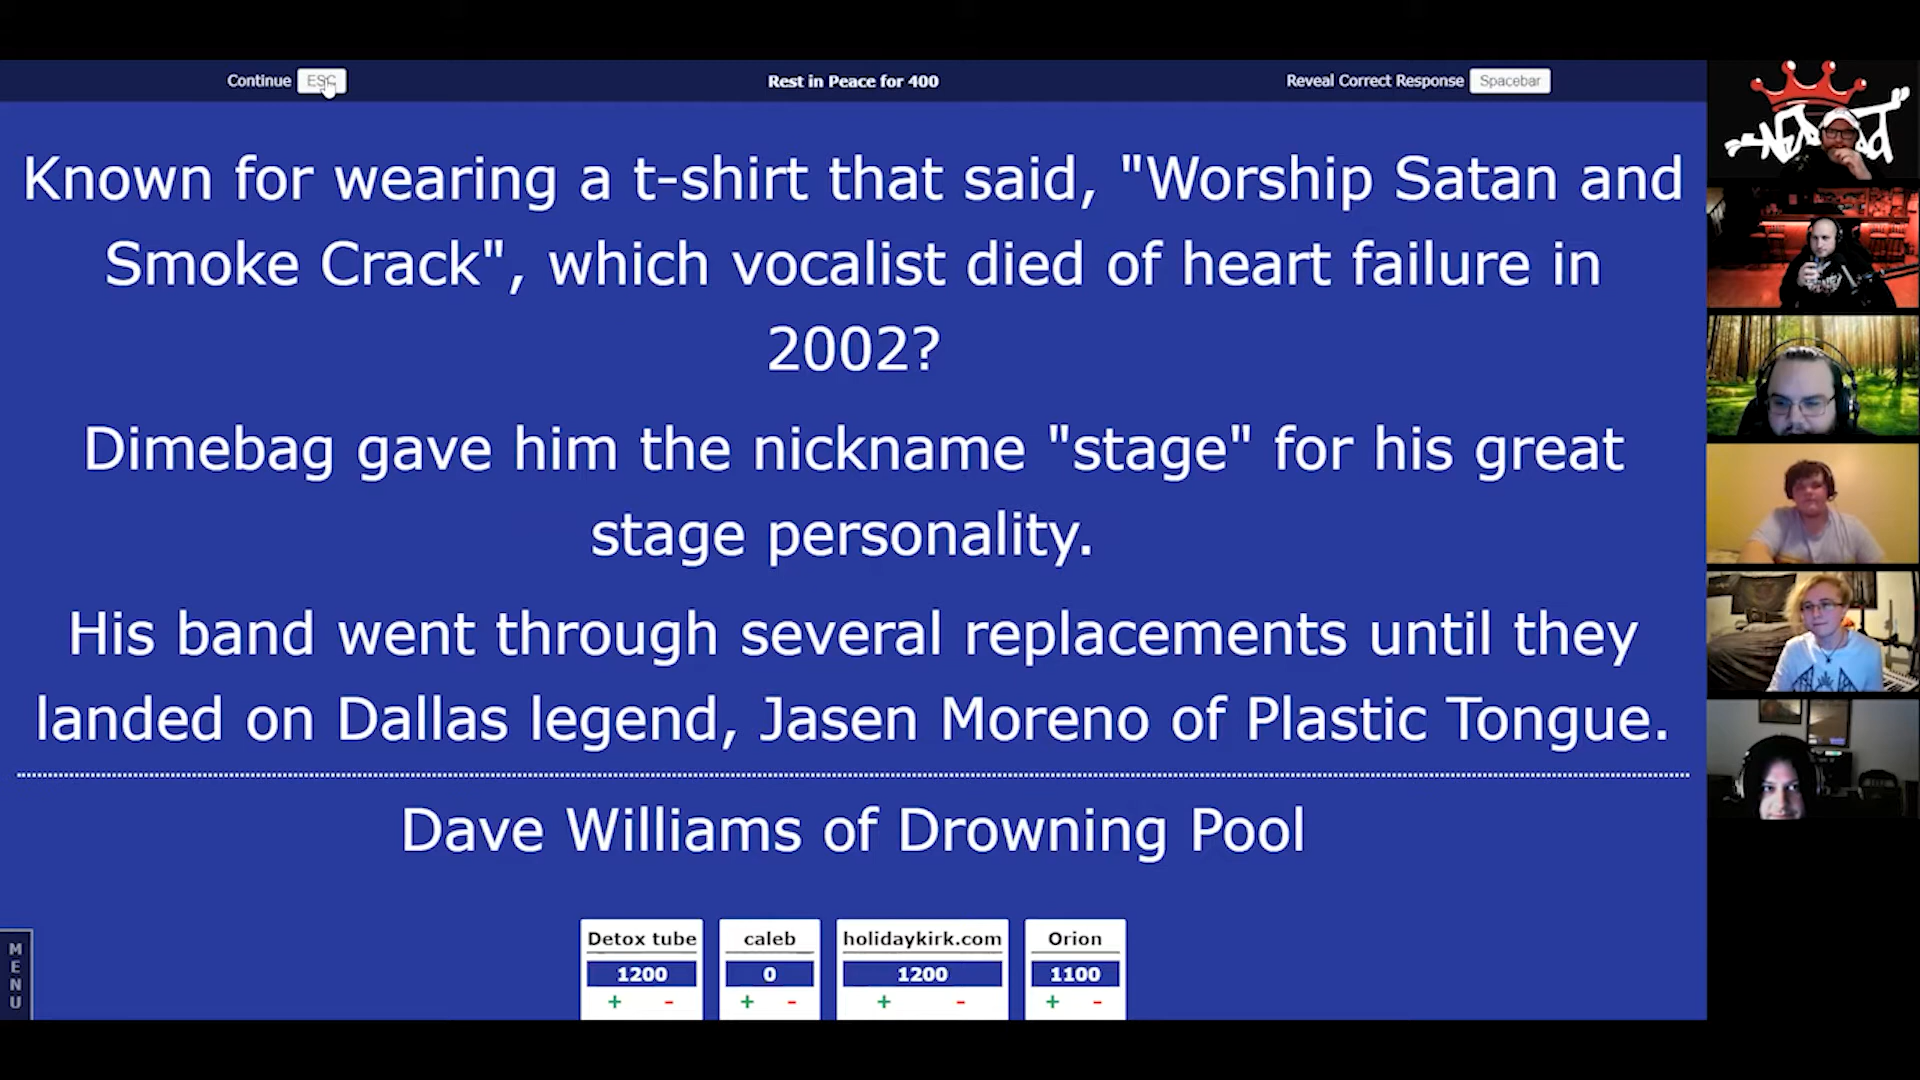 Continue ESC
Rest in Peace for 400
Reveal Correct Response Spacebar
Known for wearing a t-shirt that said, "Worship Satan and
Smoke Crack", which vocalist died of heart failure in
2002?
Dimebag gave him the nickname "stage" for his great
stage personality.
His band went through several replacements until they
landed on Dallas legend, Jasen Moreno of Plastic Tongue.
Dave Williams of Drowning Pool
MENU
Detox tube caleb holidaykirk.com Orion
1200 0 1200 1100
+ - + - + - + -